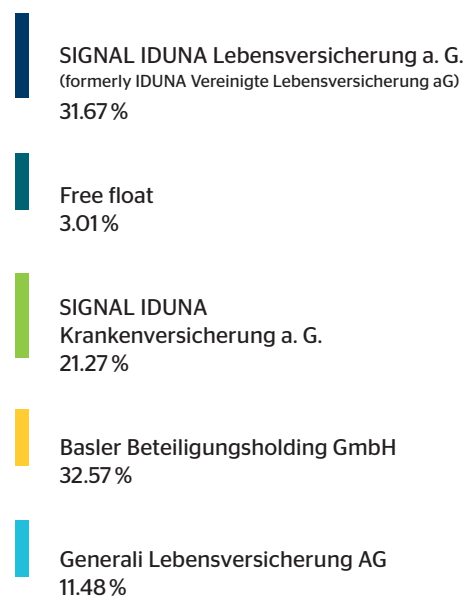 SIGNAL IDUNA Lebensversicherung a. G.
(formerly IDUNA Vereinigte Lebensversicherung aG)
31.67 %
Free float
3.01 %
SIGNAL IDUNA
Krankenversicherung a. G.
21.27 %
Basler Beteiligungsholding GmbH
32.57 %
Generali Lebensversicherung AG
11.48 %